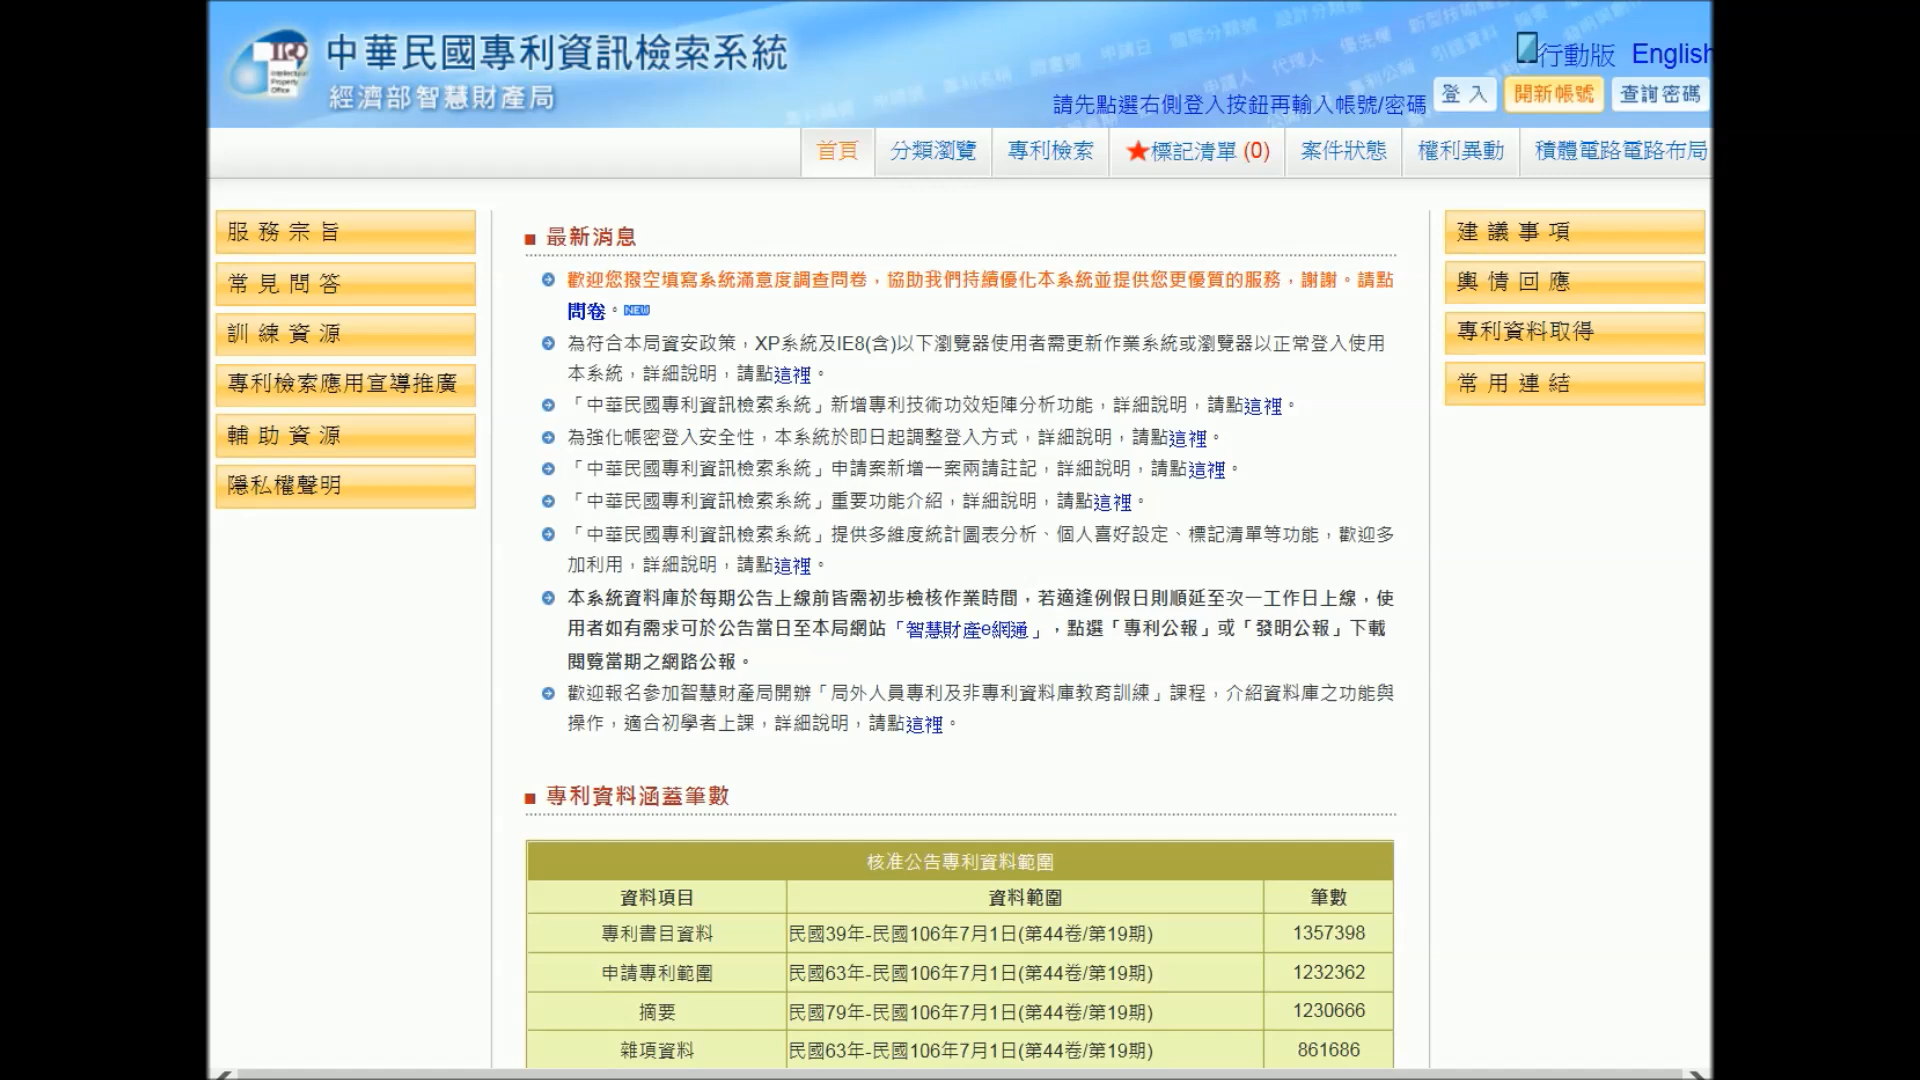 中華民國專利資訊檢索系統
經濟部智慧財產局
行動版 English
請先點選右側登入按鈕再輸入帳號/密碼 登 入 開新帳號 查詢密碼
首頁 分類瀏覽 專利檢索 ★標記清單 (0) 案件狀態 權利異動 積體電路電路布局
服 務 宗 旨
常 見 問 答
訓 練 資 源
專利檢索應用宣導推廣
輔 助 資 源
隱私權聲明
最新消息
歡迎您撥空填寫系統滿意度調查問卷，協助我們持續優化本系統並提供您更優質的服務，謝謝。請點
問卷。NEW
為符合本局資安政策，XP系統及IE8(含)以下瀏覽器使用者需更新作業系統或瀏覽器以正常登入使用
本系統，詳細說明，請點這裡。
「中華民國專利資訊檢索系統」新增專利技術功效矩陣分析功能，詳細說明，請點這裡。
為強化帳密登入安全性，本系統於即日起調整登入方式，詳細說明，請點這裡。
「中華民國專利資訊檢索系統」申請案新增一案兩請註記，詳細說明，請點這裡。
「中華民國專利資訊檢索系統」重要功能介紹，詳細說明，請點這裡。
「中華民國專利資訊檢索系統」提供多維度統計圖表分析、個人喜好設定、標記清單等功能，歡迎多
加利用，詳細說明，請點這裡。
本系統資料庫於每期公告上線前皆需初步檢核作業時間，若適逢例假日則順延至次一工作日上線，使
用者如有需求可於公告當日至本局網站「智慧財產e網通」，點選「專利公報」或「發明公報」下載
閱覽當期之網路公報。
歡迎報名參加智慧財產局開辦「局外人員專利及非專利資料庫教育訓練」課程，介紹資料庫之功能與
操作，適合初學者上課，詳細說明，請點這裡。
專利資料涵蓋筆數
核准公告專利資料範圍
資料項目 資料範圍 筆數
專利書目資料 民國39年-民國106年7月1日(第44卷/第19期) 1357398
申請專利範圍 民國63年-民國106年7月1日(第44卷/第19期) 1232362
摘要 民國79年-民國106年7月1日(第44卷/第19期) 1230666
雜項資料 民國63年-民國106年7月1日(第44卷/第19期) 861686
建 議 事 項
輿 情 回 應
專利資料取得
常 用 連 結